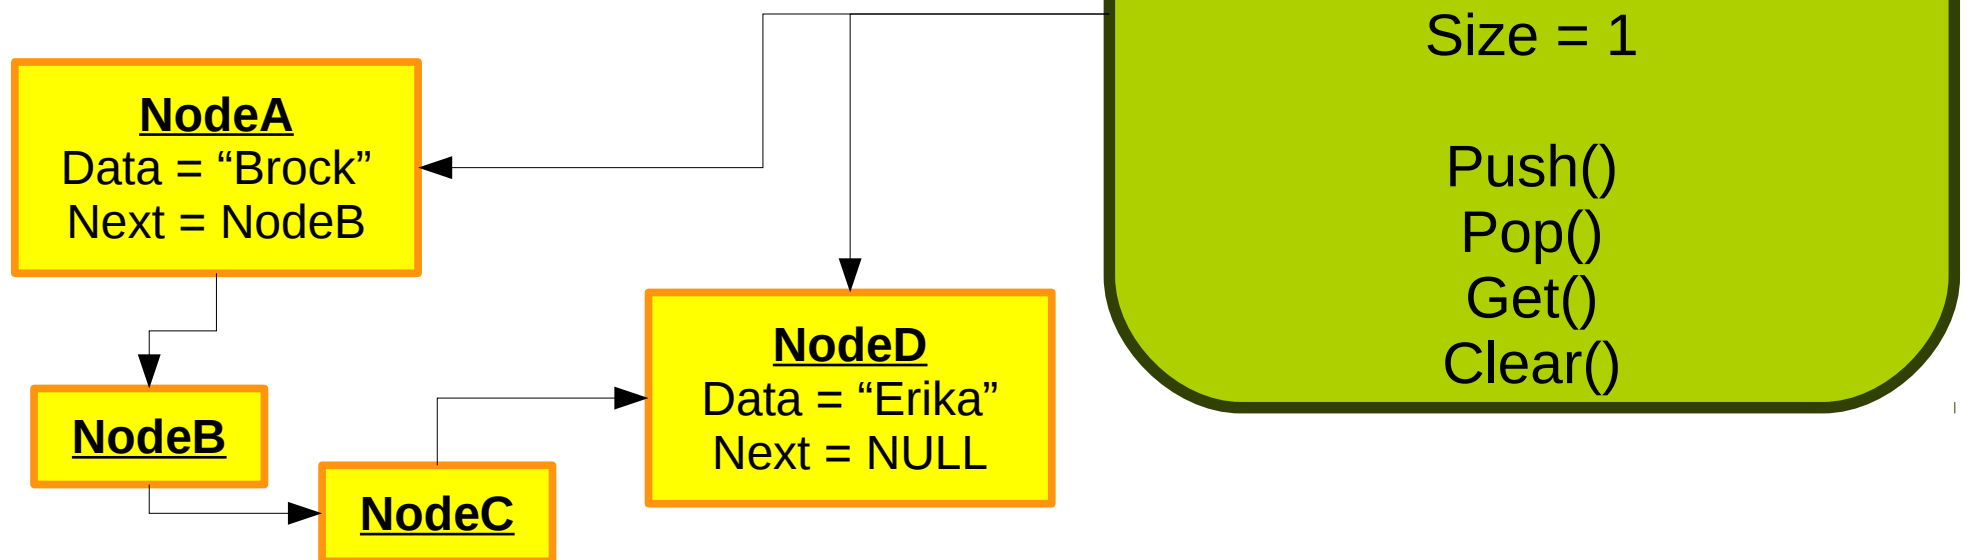 Size = 1
Push()
Pop()
Get()
Clear()
NodeA
Data = “Brock”
Next = NodeB
NodeB
NodeC
NodeD
Data = “Erika”
Next = NULL